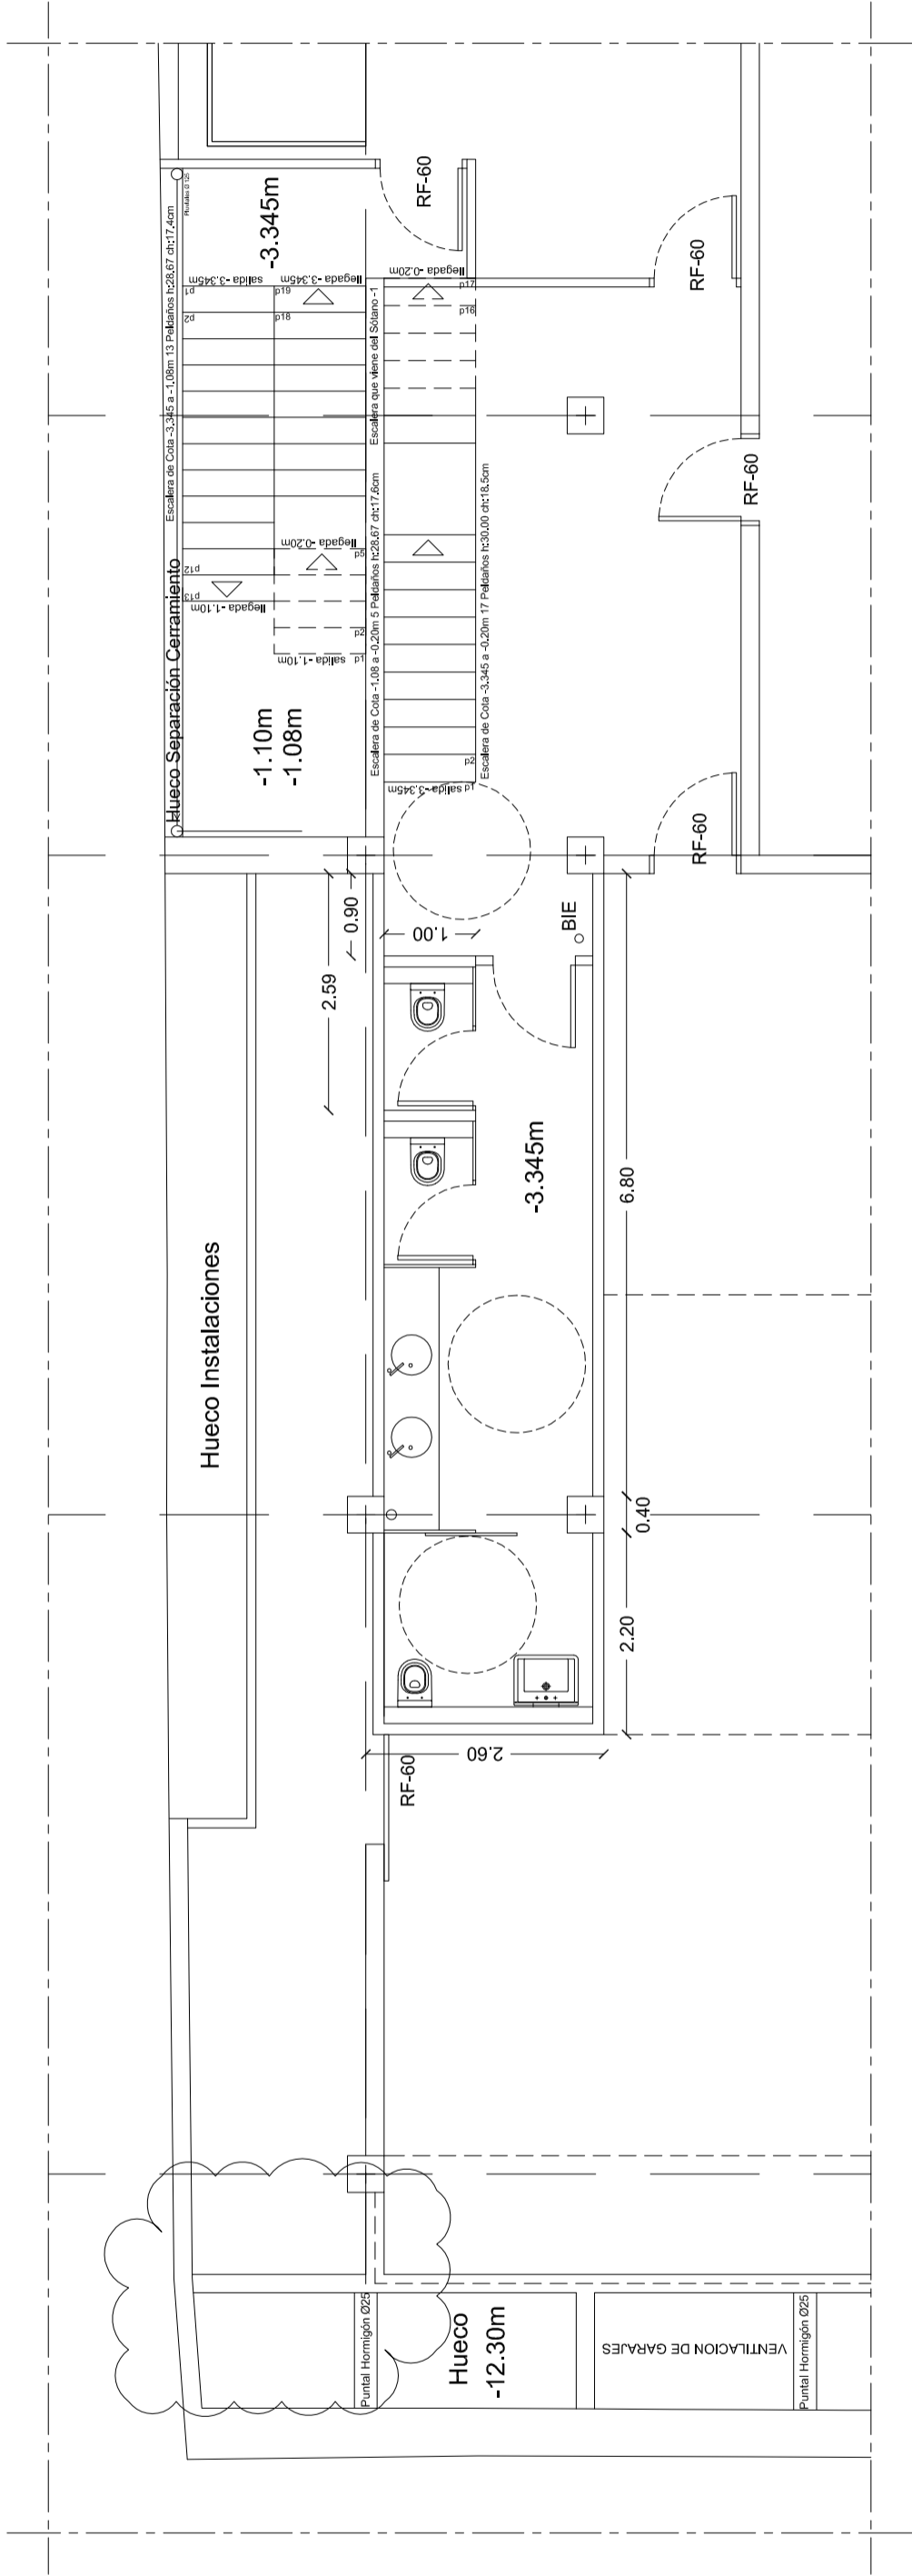 RF-60
-3.345m
Pluviales D125
Escalera de Cota -3,345 a -1,08m 13 Peldaños h:28,67 ch:17,4cm
salida -3.345m
llegada -3.345m
llegada -0.20m
p1
p2
p19
p18
p17
p16
RF-60
Escalera que viene del Sótano -1
RF-60
Escalera de Cota -1.08 a -0.20m 5 Peldaños h:28.67 ch:17.6cm
Escalera de Cota -3.345 a -0.20m 17 Peldaños h:30.00 ch:18.5cm
llegada -0.20m
p5
p12
p13
llegada -1.10m
p2
p1
salida -1.10m
Hueco Separación Cerramiento
-1.10m
-1.08m
p2
p1
salida -3.345m
RF-60
0.90
2.59
1.00
BIE
-3.345m
6.80
Hueco Instalaciones
0.40
2.20
2.60
RF-60
Puntal Hormigón Ø25
Hueco
-12.30m
VENTILACION DE GARAJES
Puntal Hormigón Ø25